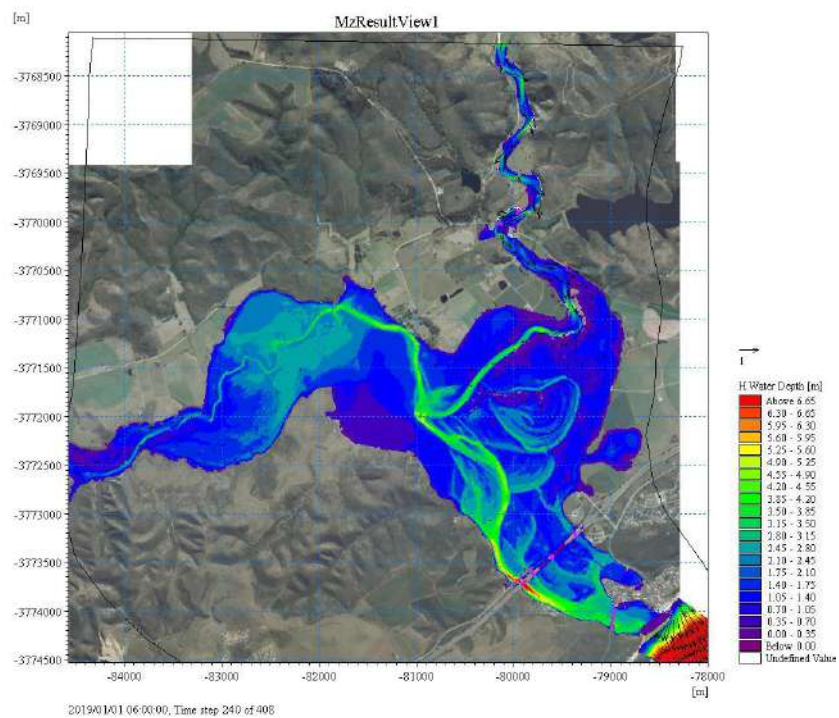 [m]
MzResultView1
-3768500
-3769000
-3769500
-3770000
-3770500
-3771000
-3771500
-3772000
-3772500
-3773000
-3773500
-3774000
-3774500
-84000 -83000 -82000 -81000 -80000 -79000 -78000
[m]
1
H.Water Depth [m]
Above 6.65
6.30 - 6.65
5.95 - 6.30
5.60 - 5.95
5.25 - 5.60
4.90 - 5.25
4.55 - 4.90
4.20 - 4.55
3.85 - 4.20
3.50 - 3.85
3.15 - 3.50
2.80 - 3.15
2.45 - 2.80
2.10 - 2.45
1.75 - 2.10
1.40 - 1.75
1.05 - 1.40
0.70 - 1.05
0.35 - 0.70
0.00 - 0.35
Below 0.00
Undefined Value
2019/01/01 06:00:00, Time step 240 of 408